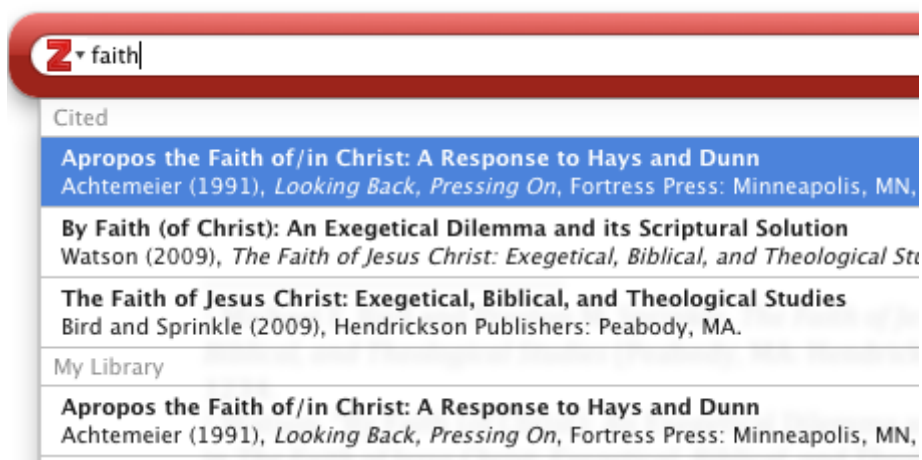 Z faith
Cited
Apropos the Faith of/in Christ: A Response to Hays and Dunn
Achtemeier (1991), Looking Back, Pressing On, Fortress Press: Minneapolis, MN,
By Faith (of Christ): An Exegetical Dilemma and its Scriptural Solution
Watson (2009), The Faith of Jesus Christ: Exegetical, Biblical, and Theological
The Faith of Jesus Christ: Exegetical, Biblical, and Theological Studies
Bird and Sprinkle (2009), Hendrickson Publishers: Peabody, MA.
My Library
Apropos the Faith of/in Christ: A Response to Hays and Dunn
Achtemeier (1991), Looking Back, Pressing On, Fortress Press: Minneapolis, MN,